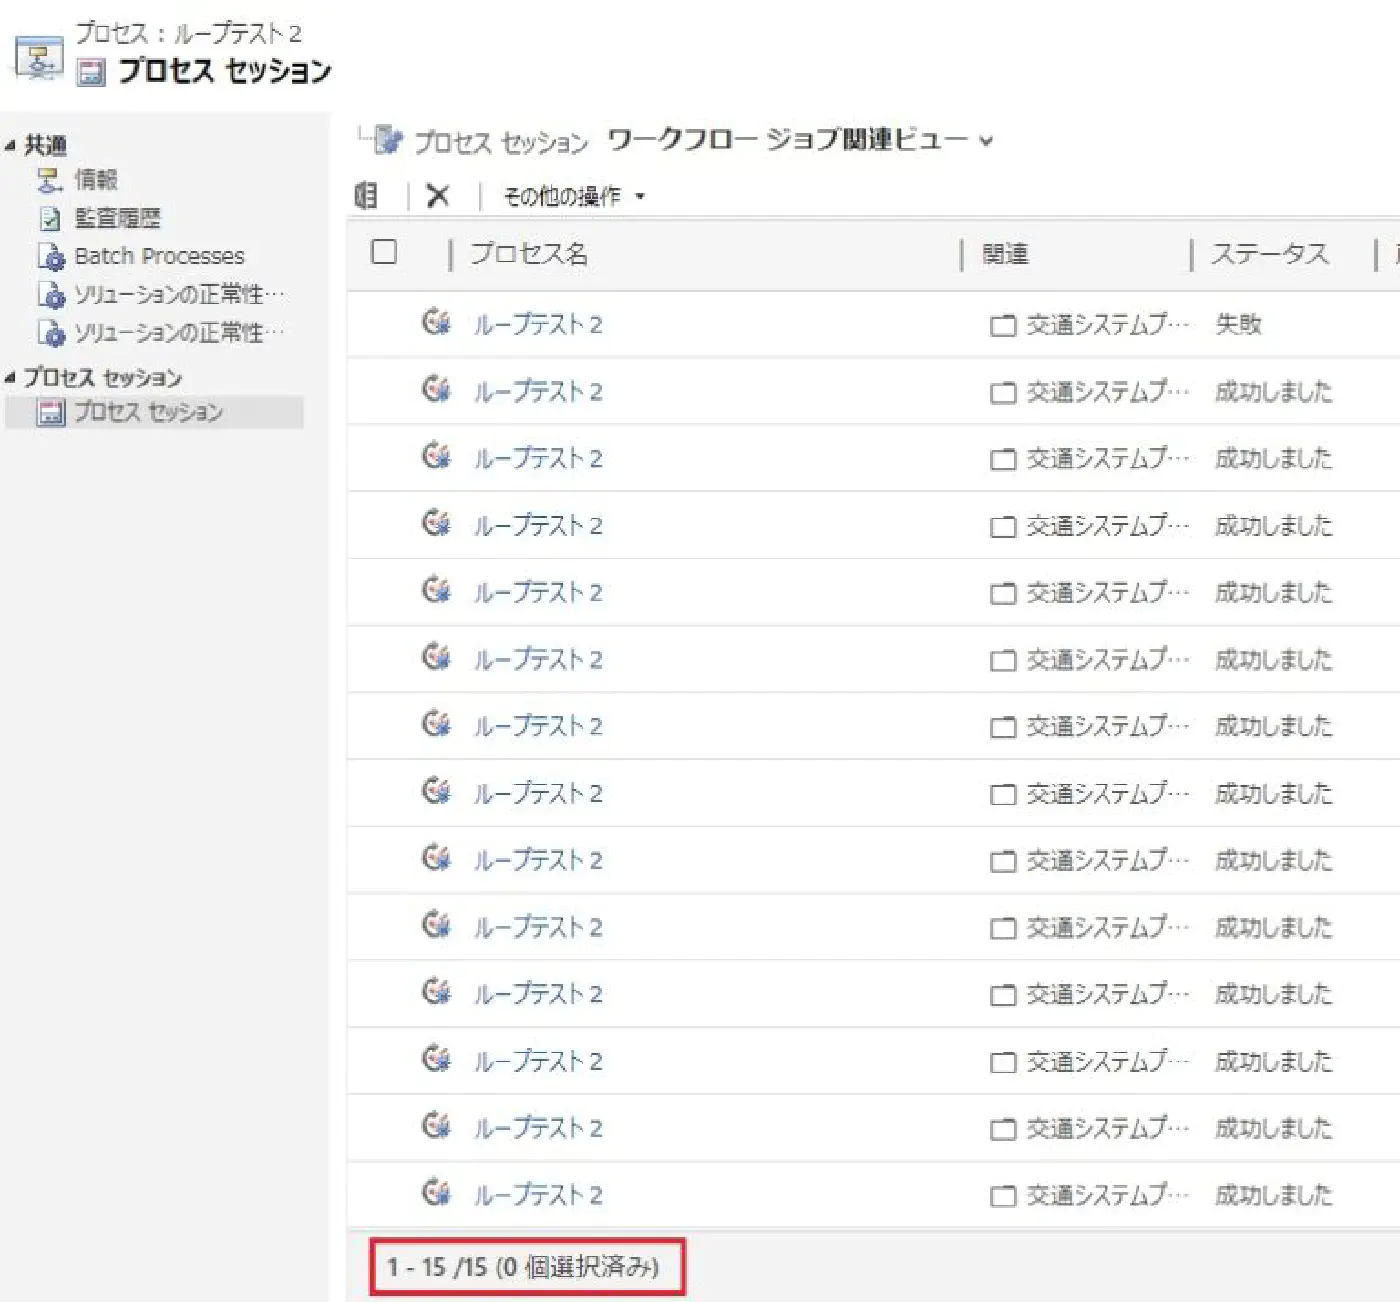 プロセス : ループテスト 2
プロセス セッション
共通
情報
監査履歴
Batch Processes
ソリューションの正常性…
ソリューションの正常性…
プロセス セッション
プロセス セッション
プロセス セッション ワークフロー ジョブ関連ビュー
その他の操作
プロセス名 関連 ステータス
ループテスト 2 交通システムプ… 失敗
ループテスト 2 交通システムプ… 成功しました
ループテスト 2 交通システムプ… 成功しました
ループテスト 2 交通システムプ… 成功しました
ループテスト 2 交通システムプ… 成功しました
ループテスト 2 交通システムプ… 成功しました
ループテスト 2 交通システムプ… 成功しました
ループテスト 2 交通システムプ… 成功しました
ループテスト 2 交通システムプ… 成功しました
ループテスト 2 交通システムプ… 成功しました
ループテスト 2 交通システムプ… 成功しました
ループテスト 2 交通システムプ… 成功しました
ループテスト 2 交通システムプ… 成功しました
ループテスト 2 交通システムプ… 成功しました
1 - 15 /15 (0 個選択済み)